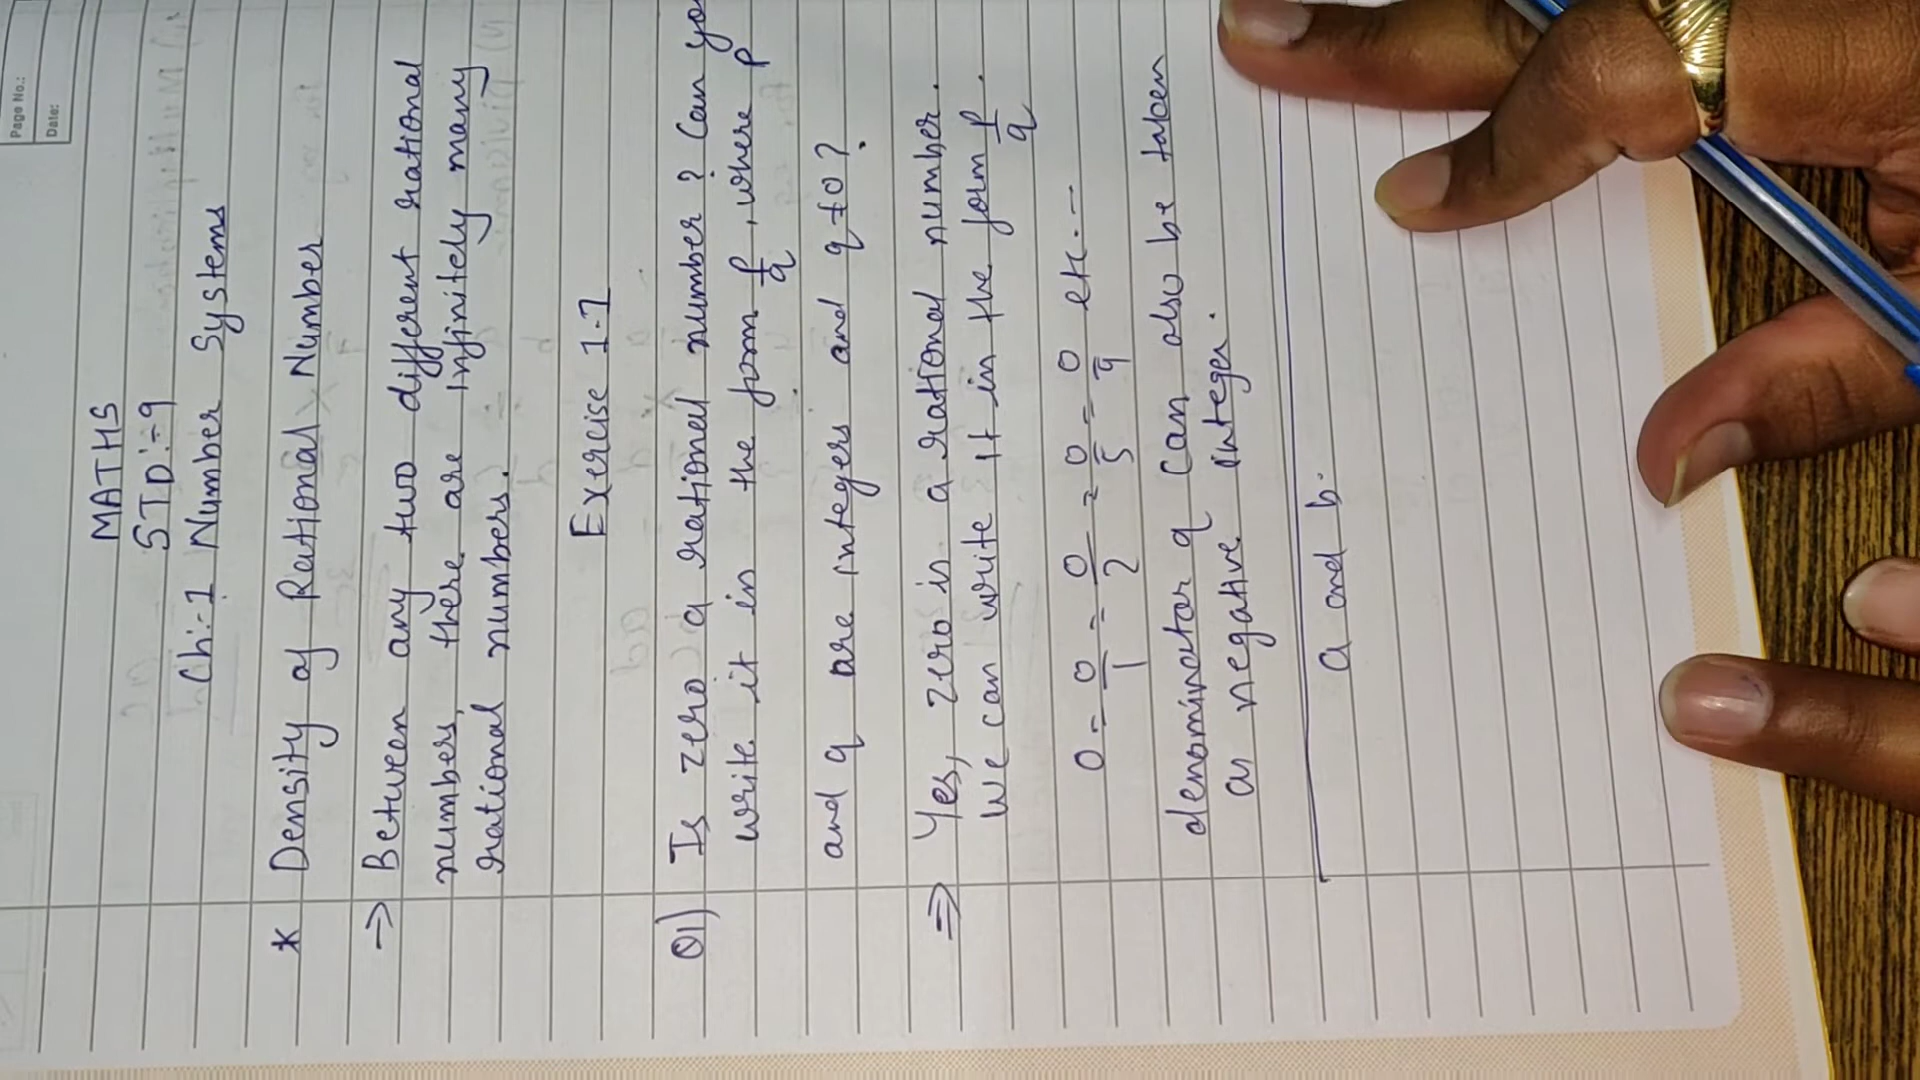 Page No.:
Date:
MATHS
STD:- 9
Ch:-1 Number Systems
* Density of Rational Number
→ Between any two different rational
numbers, there are infinitely many
rational numbers.
Exercise 1.1
Q1) Is zero a rational number? Can yo
write it in the form p/q, where p
and q are integers and q≠0?
⇒ Yes, zero is a rational number.
We can write it in the form p/q.
0 = 0/1 = 0/2 = 0/5 = 0/9 etc...
denominator q can also be taken
as negative integer.
a and b.